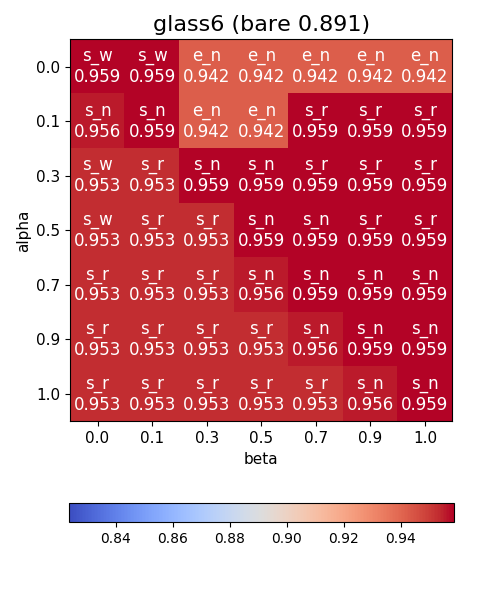 glass6 (bare 0.891)
0.0 s_w s_w e_n e_n e_n e_n e_n
0.959 0.959 0.942 0.942 0.942 0.942 0.942
0.1 s_n s_n e_n e_n s_r s_r s_r
0.956 0.959 0.942 0.942 0.959 0.959 0.959
0.3 s_w s_r s_n s_n s_r s_r s_r
0.953 0.953 0.959 0.959 0.959 0.959 0.959
0.5 s_w s_r s_r s_n s_n s_r s_r
0.953 0.953 0.953 0.959 0.959 0.959 0.959
0.7 s_r s_r s_r s_n s_n s_n s_n
0.953 0.953 0.953 0.956 0.959 0.959 0.959
0.9 s_r s_r s_r s_r s_n s_n s_n
0.953 0.953 0.953 0.953 0.956 0.959 0.959
1.0 s_r s_r s_r s_r s_r s_n s_n
0.953 0.953 0.953 0.953 0.953 0.956 0.959
alpha
0.0 0.1 0.3 0.5 0.7 0.9 1.0
beta
0.84 0.86 0.88 0.90 0.92 0.94